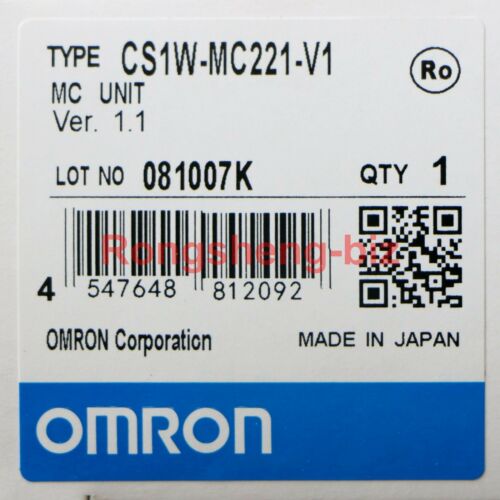 TYPE CS1W-MC221-V1
Ro
MC UNIT
Ver. 1.1
LOT NO 081007K QTY 1
Rongsheng-biz
4 547648 812092
OMRON Corporation MADE IN JAPAN
OMRON